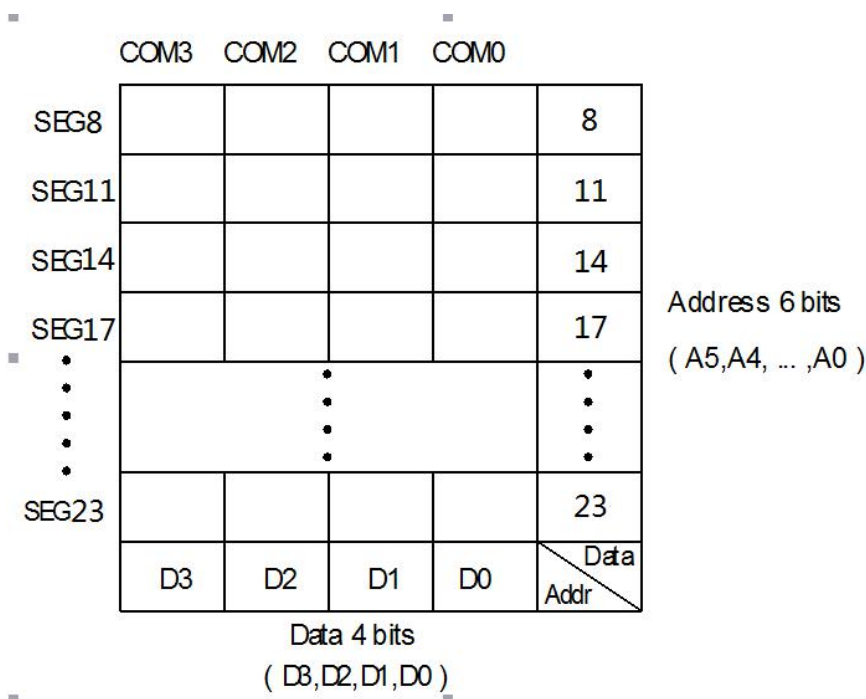 COM3 COM2 COM1 COM0
SEG8 8
SEG11 11
SEG14 14
SEG17 17
Address 6 bits
( A5,A4, ... ,A0 )
SEG23 23
D3 D2 D1 D0 Data
Addr
Data 4 bits
( D3,D2,D1,D0 )